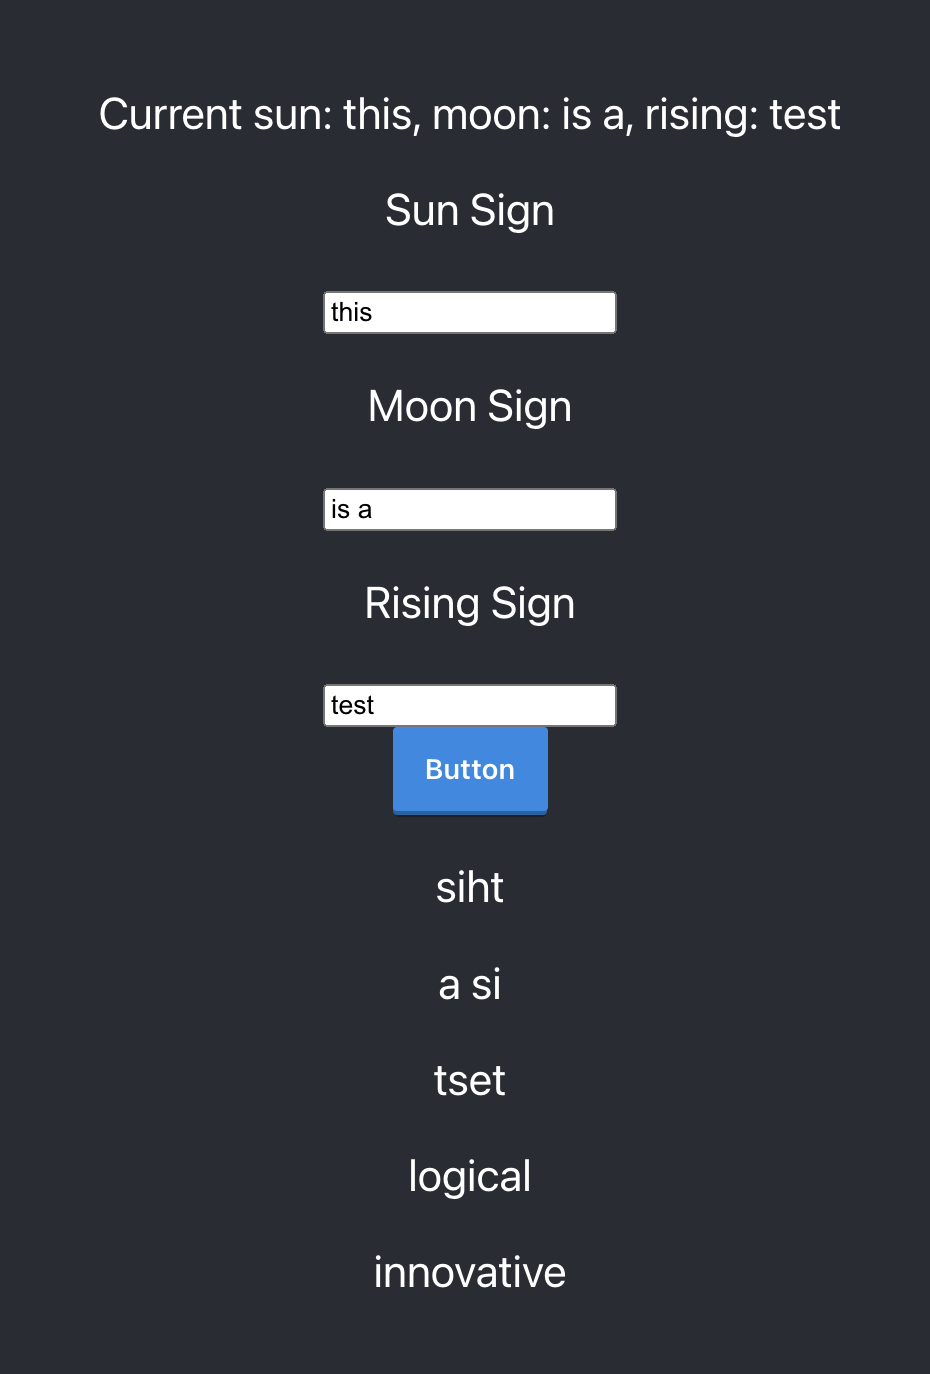 Current sun: this, moon: is a, rising: test
Sun Sign
this
Moon Sign
is a
Rising Sign
test
Button
siht
a si
tset
logical
innovative